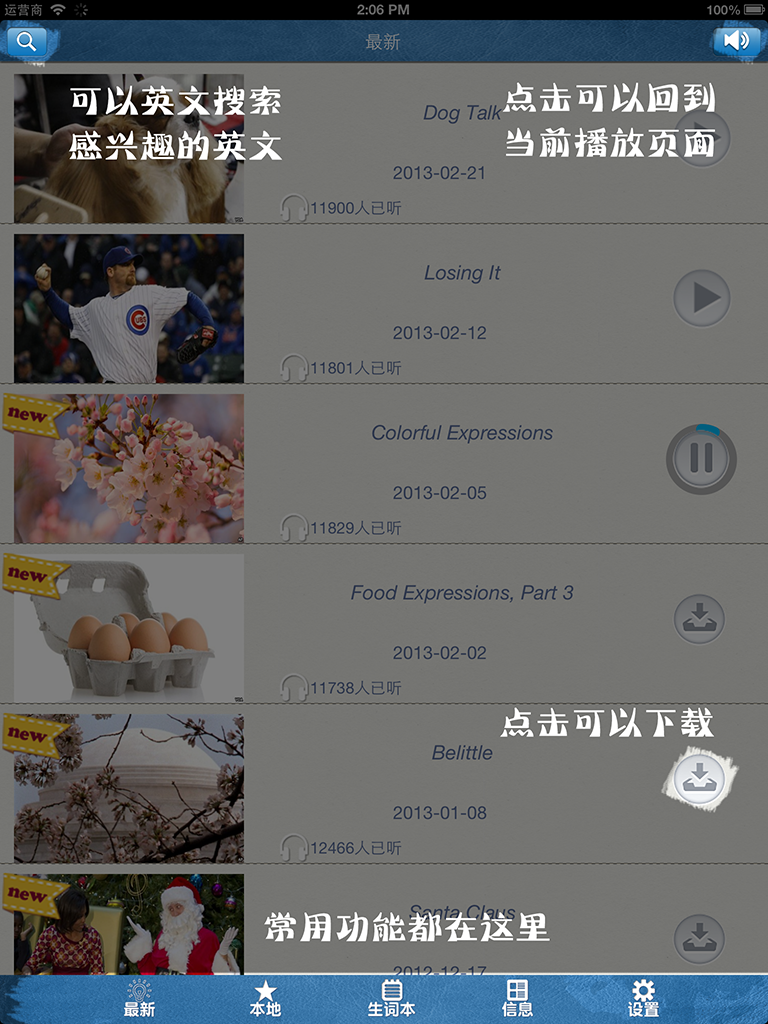 运营商
2:06 PM
100%
最新
可以英文搜索
感兴趣的英文
点击可以回到
当前播放页面
Dog Talk
2013-02-21
11900人已听
Losing It
2013-02-12
11801人已听
CUBS
new
Colorful Expressions
2013-02-05
11829人已听
new
Food Expressions, Part 3
2013-02-02
11738人已听
点击可以下载
new
Belittle
2013-01-08
12466人已听
new
Santa Claus
常用功能都在这里
2012-12-17
最新
本地
生词本
信息
设置